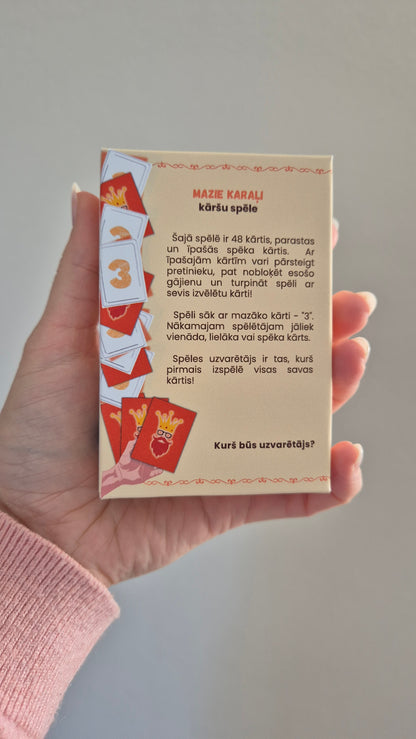 MAZIE KARAĻI
kāršu spēle
Šajā spēlē ir 48 kārtis, parastas
un īpašās spēka kārtis. Ar
īpašajām kārtīm vari pārsteigt
pretinieku, pat nobloķēt esošo
gājienu un turpināt spēli ar
sevis izvēlētu kārti!
Spēli sāk ar mazāko kārti - "3".
Nākamajam spēlētājam jāliek
vienāda, lielāka vai spēka kārts.
Spēles uzvarētājs ir tas, kurš
pirmais izspēlē visas savas
kārtis!
Kurš būs uzvarētājs?
3